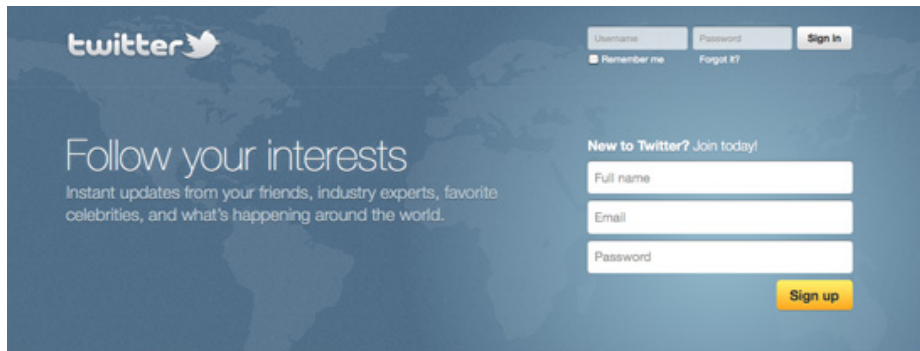 twitter
Username
Password
Sign in
Remember me
Forgot it?
Follow your interests
Instant updates from your friends, industry experts, favorite
celebrities, and what's happening around the world.
New to Twitter? Join today!
Full name
Email
Password
Sign up